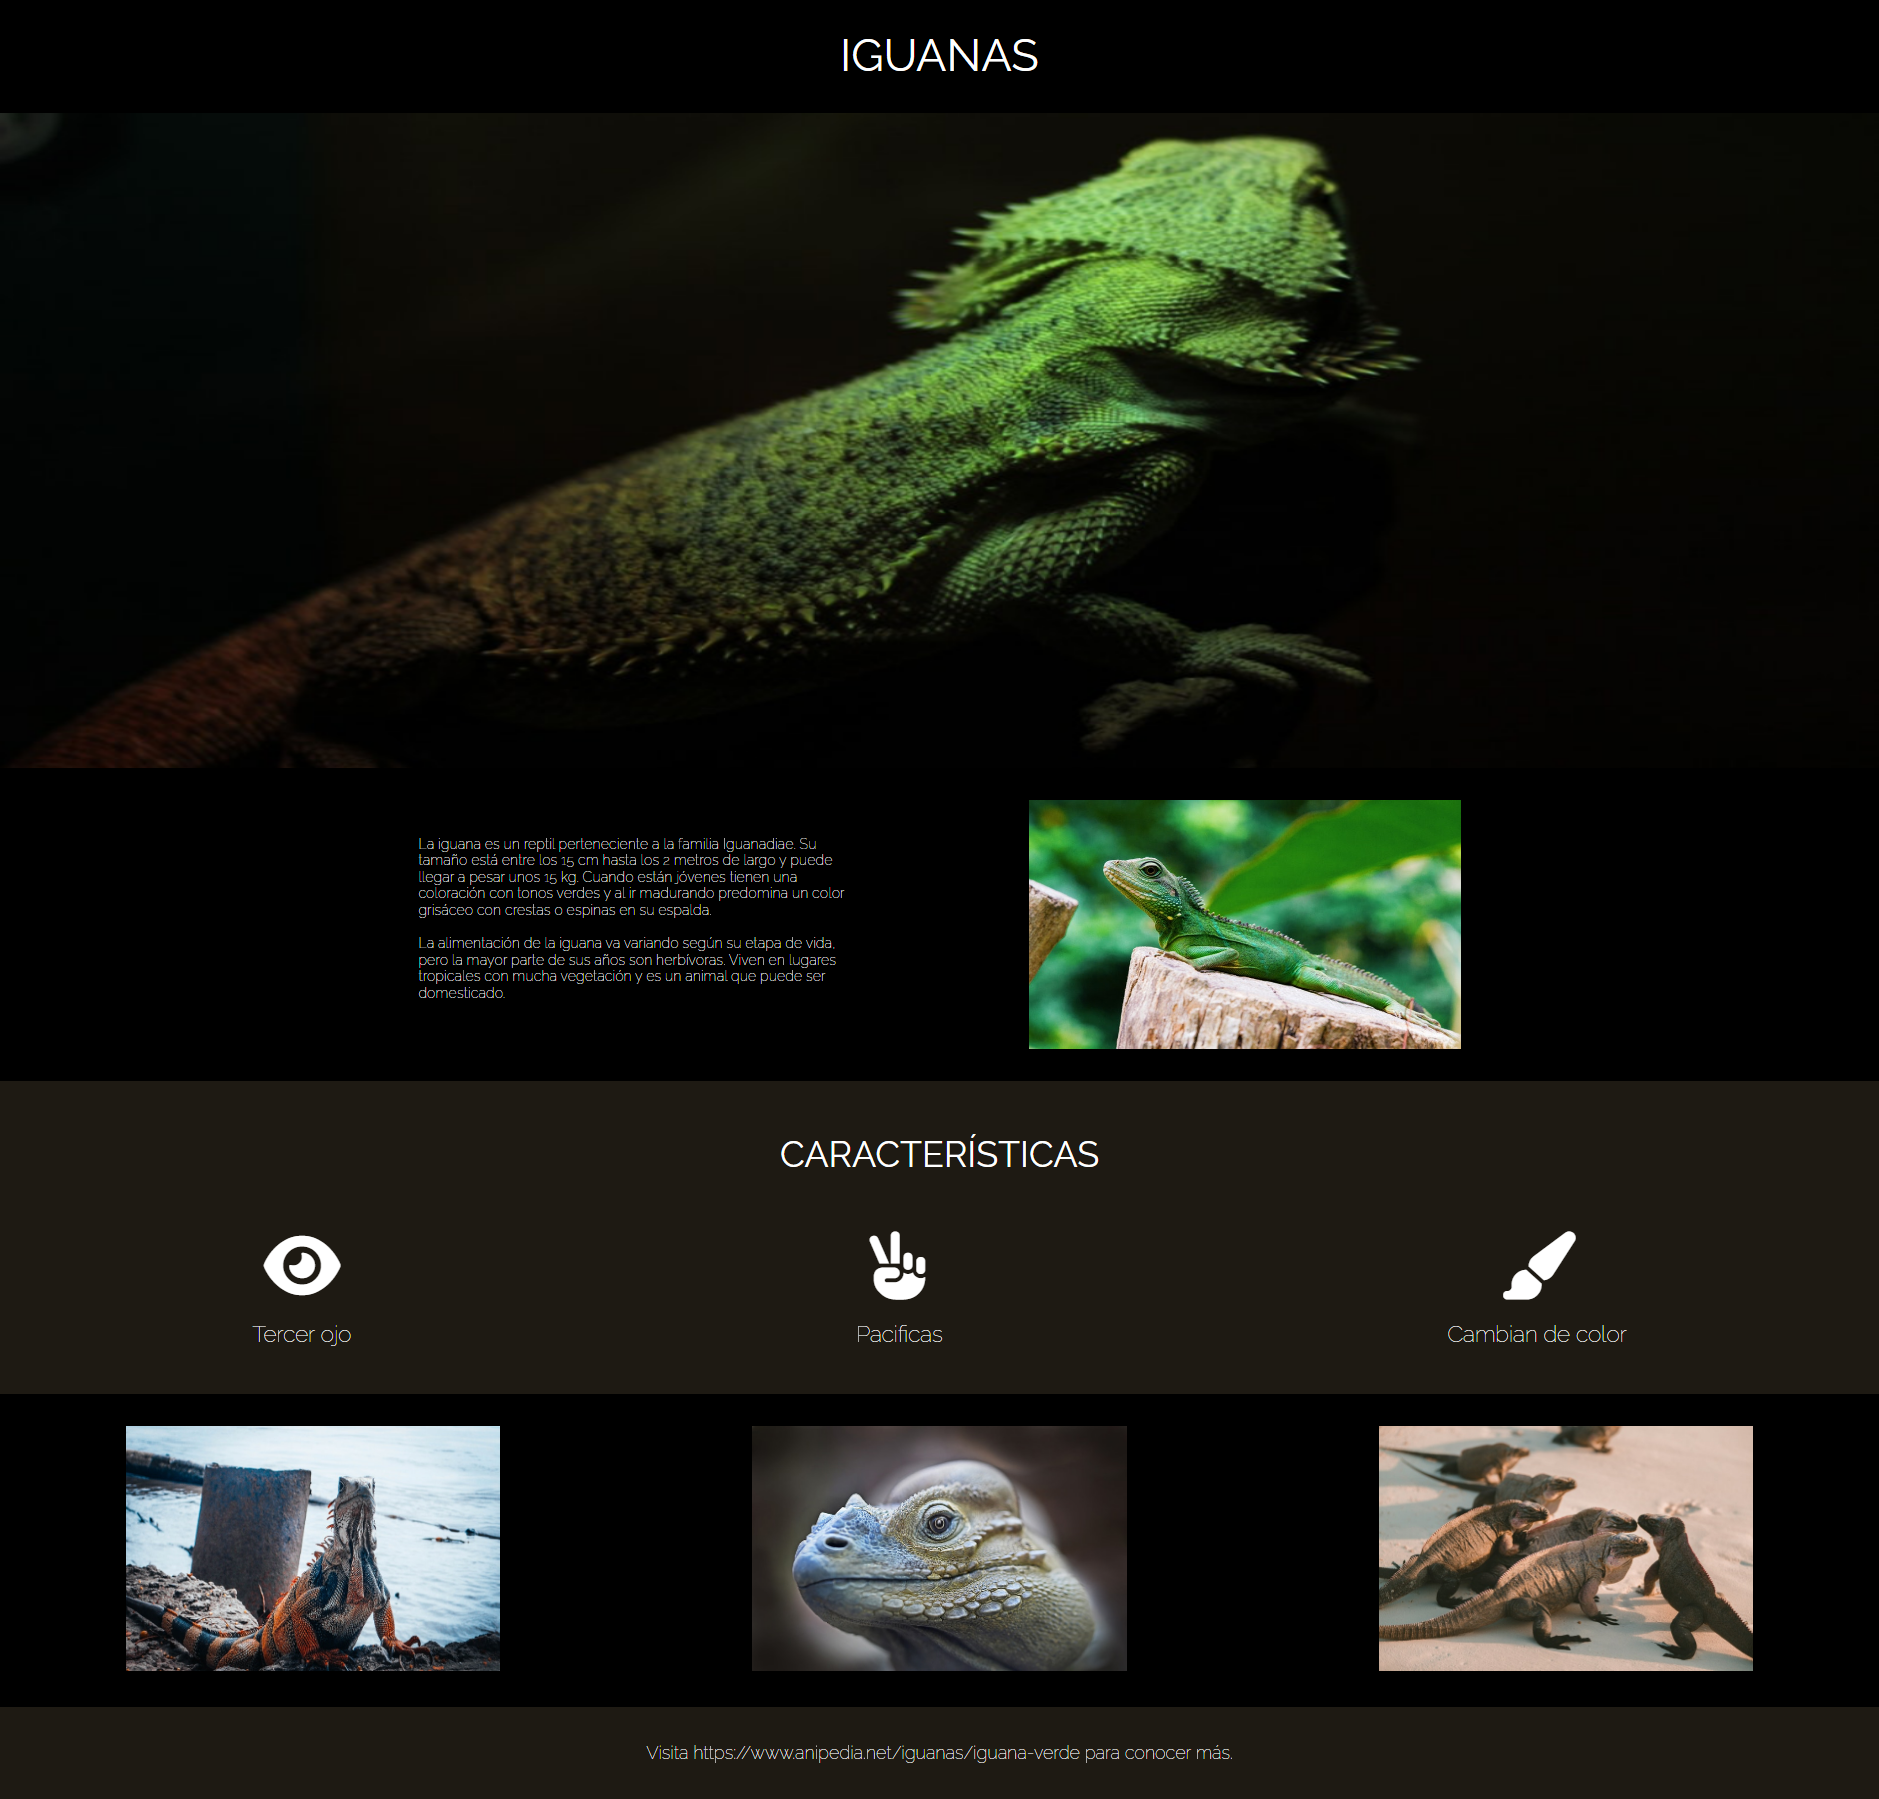 IGUANAS
La iguana es un reptil perteneciente a la familia Iguanadiae. Su
tamaño está entre los 15 cm hasta los 2 metros de largo y puede
llegar a pesar unos 15 kg. Cuando están jóvenes tienen una
coloración con tonos verdes y al ir madurando predomina un color
grisáceo con crestas o espinas en su espalda.
La alimentación de la iguana va variando según su etapa de vida,
pero la mayor parte de sus años son herbívoras. Viven en lugares
tropicales con mucha vegetación y es un animal que puede ser
domesticado.
CARACTERÍSTICAS
Tercer ojo
Pacificas
Cambian de color
Visita https://www.anipedia.net/iguanas/iguana-verde para conocer más.